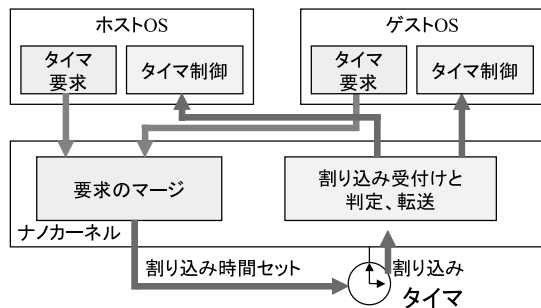 ホストOS
ゲストOS
タイマ
要求
タイマ制御
タイマ
要求
タイマ制御
要求のマージ
割り込み受付けと
判定、転送
ナノカーネル
割り込み時間セット
割り込み
タイマ